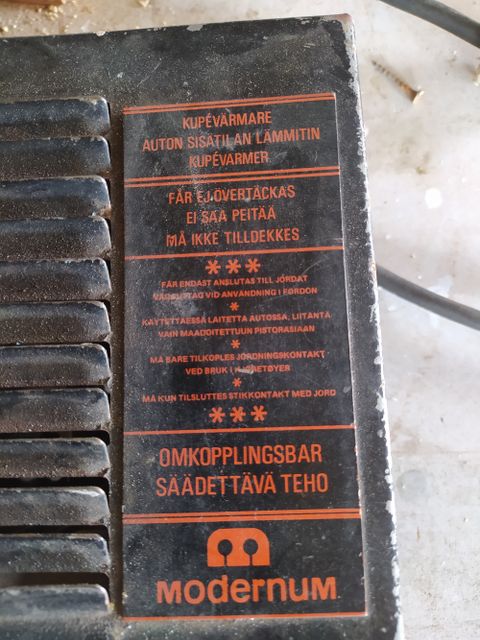 KUPÉVÄRMARE
AUTON SISÄTILAN LÄMMITIN
KUPÉVARMER
FÅR EJ ÖVERTÄCKAS
EI SAA PEITÄÄ
MÅ IKKE TILLDEKKES
***
FÅR ENDAST ANSLUTAS TILL JORDAT
VÄGGUTTAG VID ANVÄNDNING I FORDON
*
KÄYTETTÄESSÄ LAITETTA AUTOSSA, LIITÄNTÄ
VAIN MAADOITETTUUN PISTORASIAAN
*
MÅ BARE TILKOPLES JORDNINGSKONTAKT
VED BRUK I KJØRETØYER
*
MÅ KUN TILSLUTTES STIKKONTAKT MED JORD
***
OMKOPPLINGSBAR
SÄÄDETTÄVÄ TEHO
MODERNUM